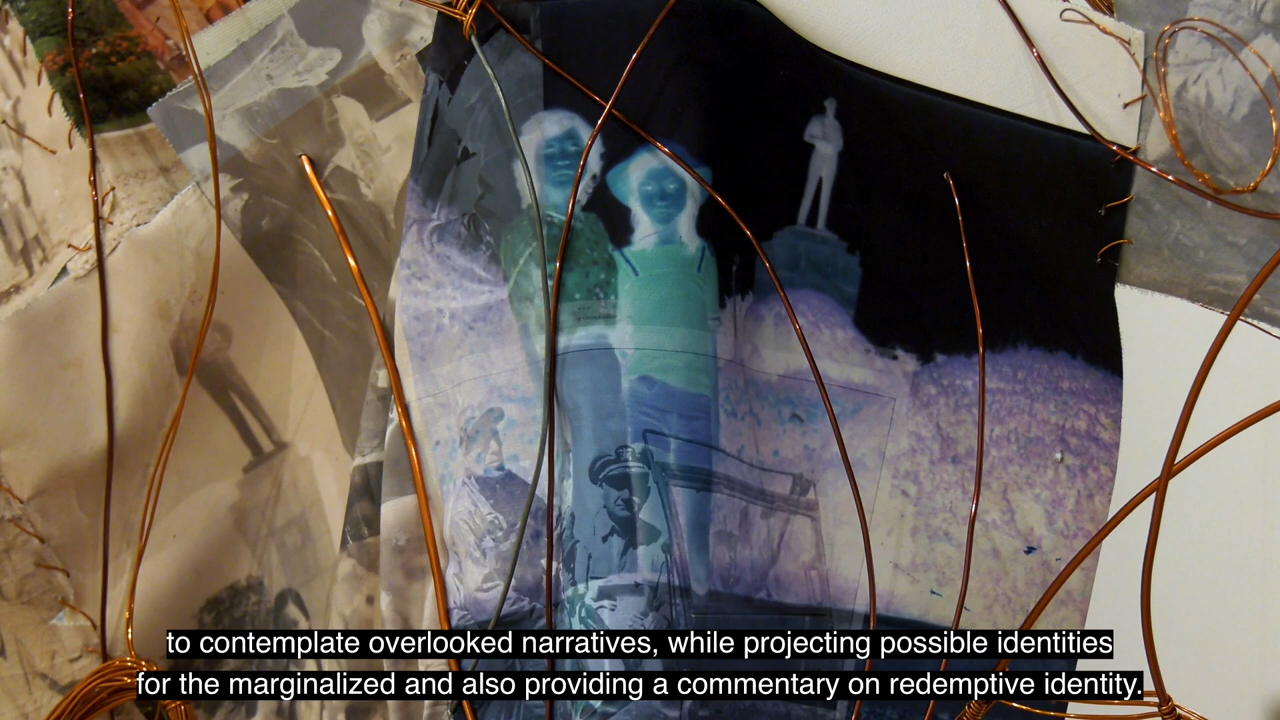 to contemplate overlooked narratives, while projecting possible identities
for the marginalized and also providing a commentary on redemptive identity.